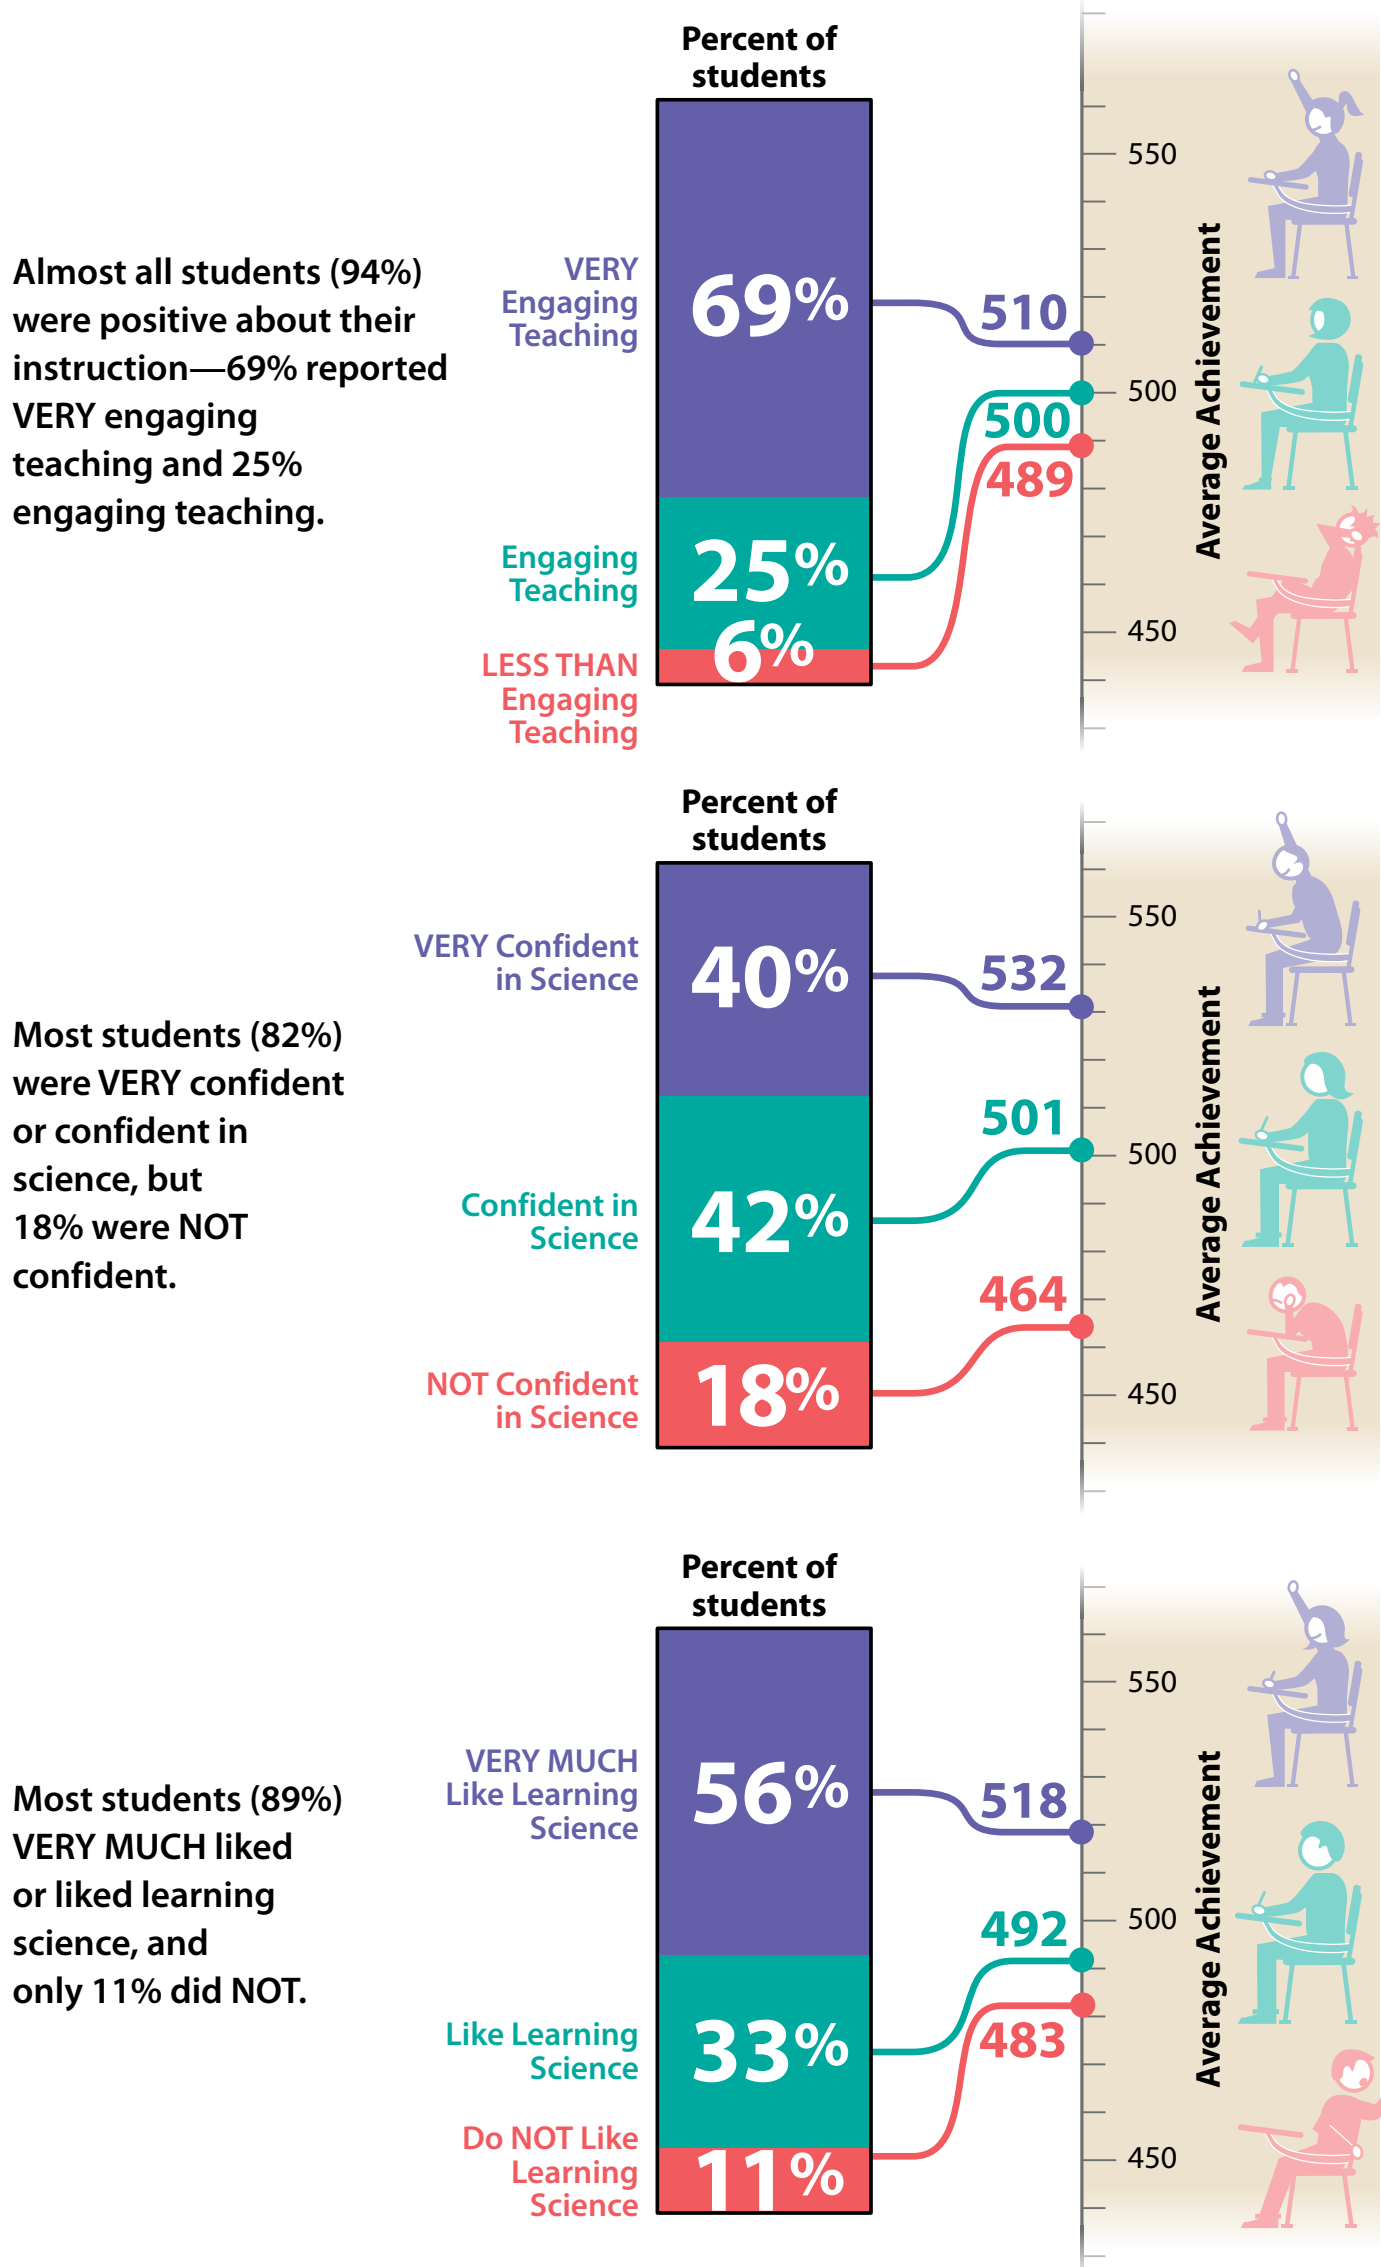 Percent of
students
Almost all students (94%)
were positive about their
instruction—69% reported
VERY engaging
teaching and 25%
engaging teaching.
VERY
Engaging
Teaching
69%
510
Engaging
Teaching
25%
500
LESS THAN
Engaging
Teaching
6%
489
550
500
450
Average Achievement
Percent of
students
Most students (82%)
were VERY confident
or confident in
science, but
18% were NOT
confident.
VERY Confident
in Science
40%
532
Confident in
Science
42%
501
NOT Confident
in Science
18%
464
550
500
450
Average Achievement
Percent of
students
Most students (89%)
VERY MUCH liked
or liked learning
science, and
only 11% did NOT.
VERY MUCH
Like Learning
Science
56%
518
Like Learning
Science
33%
492
Do NOT Like
Learning
Science
11%
483
550
500
450
Average Achievement